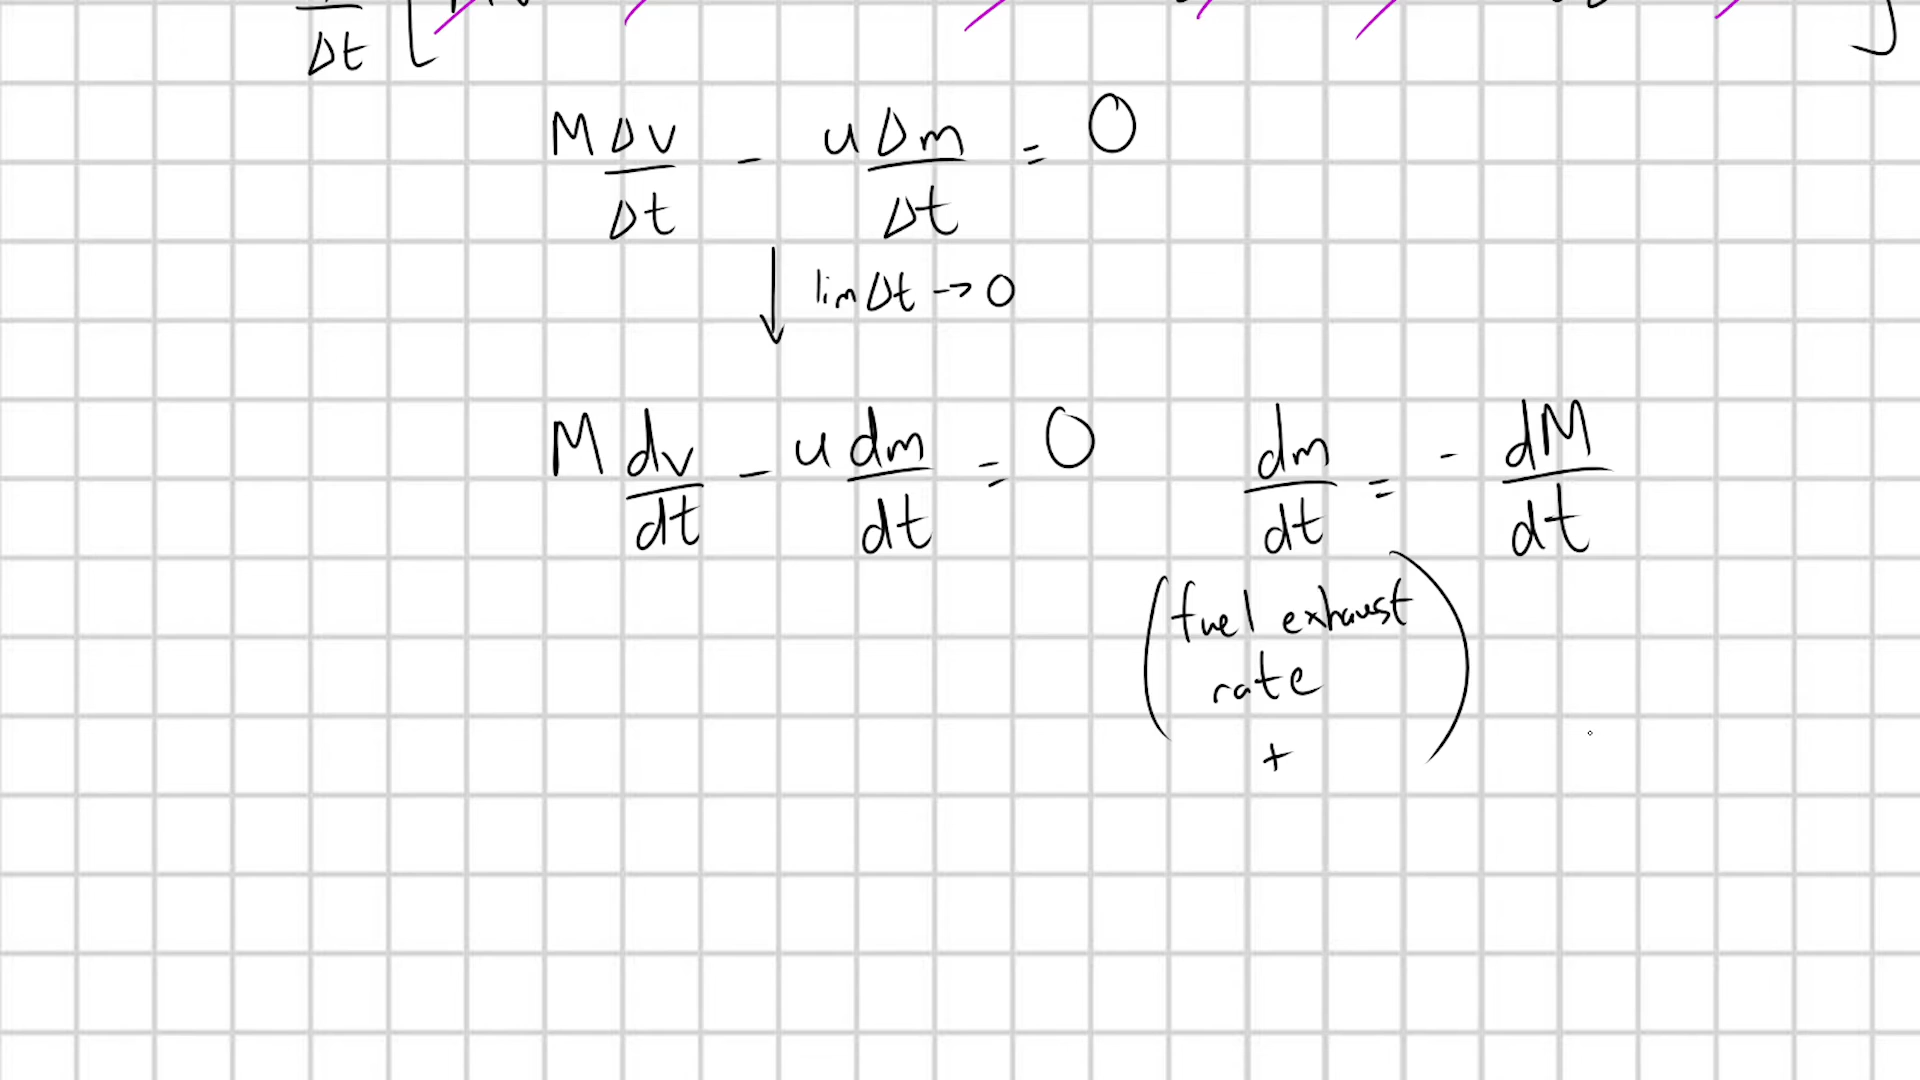 Δt [ ]
M Δv/Δt - u Δm/Δt = 0
↓ lim Δt → 0
M dv/dt - u dm/dt = 0 dm/dt = - dM/dt
(fuel exhaust
rate)
+